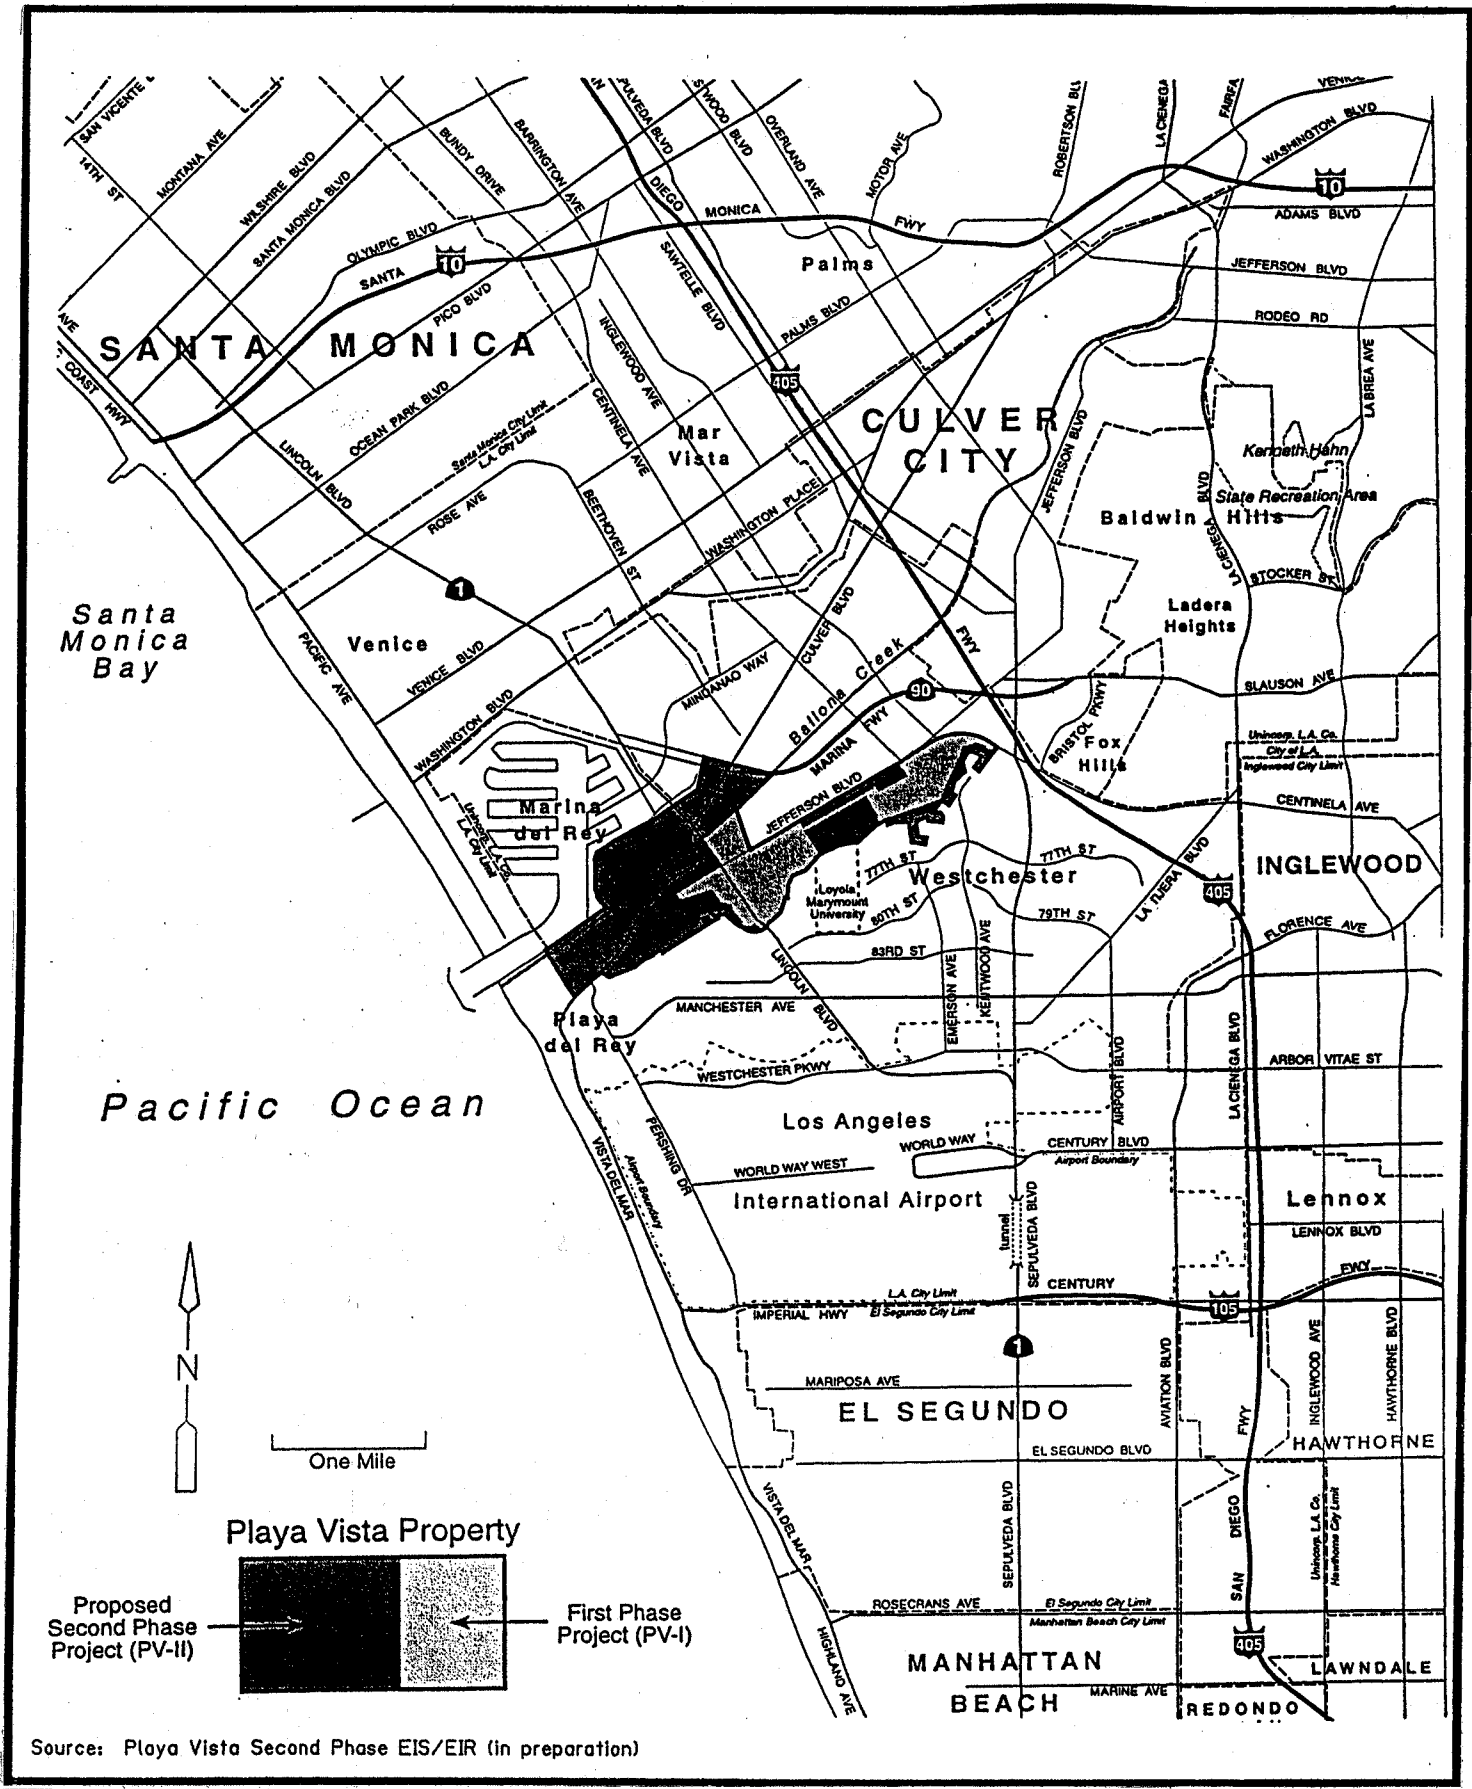 SAN VICENTE
14TH ST
MONTANA AVE
WILSHIRE BLVD
SANTA MONICA BLVD
OLYMPIC BLVD
BUNDY DRIVE
BARRINGTON AVE
PULVEDA BLVD
STWOOD BLVD
OVERLAND AVE
MOTOR AVE
ROBERTSON BL
LA CIENEGA
FAIRFA
VENICE
WASHINGTON BLVD
10
ADAMS BLVD
DIEGO
MONICA
FWY
SANTA
10
PICO BLVD
SAWTELLE BLVD
Palms
PALMS BLVD
JEFFERSON BLVD
RODEO RD
LA BREA AVE
AVE
COAST HWY
SANTA MONICA
INGLEWOOD AVE
405
OCEAN PARK BLVD
CENTINELA AVE
Santa Monica City Limit
L.A. City Limit
LINCOLN BLVD
ROSE AVE
BEETHOVEN ST
Mar
Vista
CULVER
CITY
JEFFERSON BLVD
Kenneth Hahn
State Recreation Area
Baldwin Hills
LA CIENEGA BLVD
STOCKER ST
WASHINGTON PLACE
1
Santa
Monica
Bay
PACIFIC AVE
Venice
VENICE BLVD
WASHINGTON BLVD
MINDANAO WAY
CULVER BLVD
Ballona Creek
FWY
90
MARINA FWY
Ladera
Heights
SLAUSON AVE
BRISTOL PKWY
Fox
Hills
Unincorp. L.A. Co.
City of L.A.
Inglewood City Limit
CENTINELA AVE
Marina
del Rey
Unincorp. L.A. Co.
L.A. City Limit
JEFFERSON BLVD
77TH ST
77TH ST
Westchester
Loyola
Marymount
University
80TH ST
79TH ST
83RD ST
LA TIJERA BLVD
405
INGLEWOOD
FLORENCE AVE
LINCOLN BLVD
EMERSON AVE
KENTWOOD AVE
MANCHESTER AVE
Playa
del Rey
WESTCHESTER PKWY
AIRPORT BLVD
LA CIENEGA BLVD
ARBOR VITAE ST
Pacific Ocean
Los Angeles
WORLD WAY
CENTURY BLVD
Airport Boundary
PERSHING DR
VISTA DEL MAR
Airport Boundary
WORLD WAY WEST
International Airport
tunnel
SEPULVEDA BLVD
Lennox
LENNOX BLVD
FWY
CENTURY
105
L.A. City Limit
IMPERIAL HWY
El Segundo City Limit
1
N
MARIPOSA AVE
EL SEGUNDO
AVIATION BLVD
INGLEWOOD AVE
HAWTHORNE BLVD
FWY
HAWTHORNE
One Mile
EL SEGUNDO BLVD
VISTA DEL MAR
SEPULVEDA BLVD
DIEGO
Unincorp. L.A. Co.
Hawthorne City Limit
SAN
Playa Vista Property
Proposed
Second Phase
Project (PV-II)
First Phase
Project (PV-I)
ROSECRANS AVE
El Segundo City Limit
Manhattan Beach City Limit
HIGHLAND AVE
405
MANHATTAN
BEACH
MARINE AVE
LAWNDALE
REDONDO
Source: Playa Vista Second Phase EIS/EIR (in preparation)